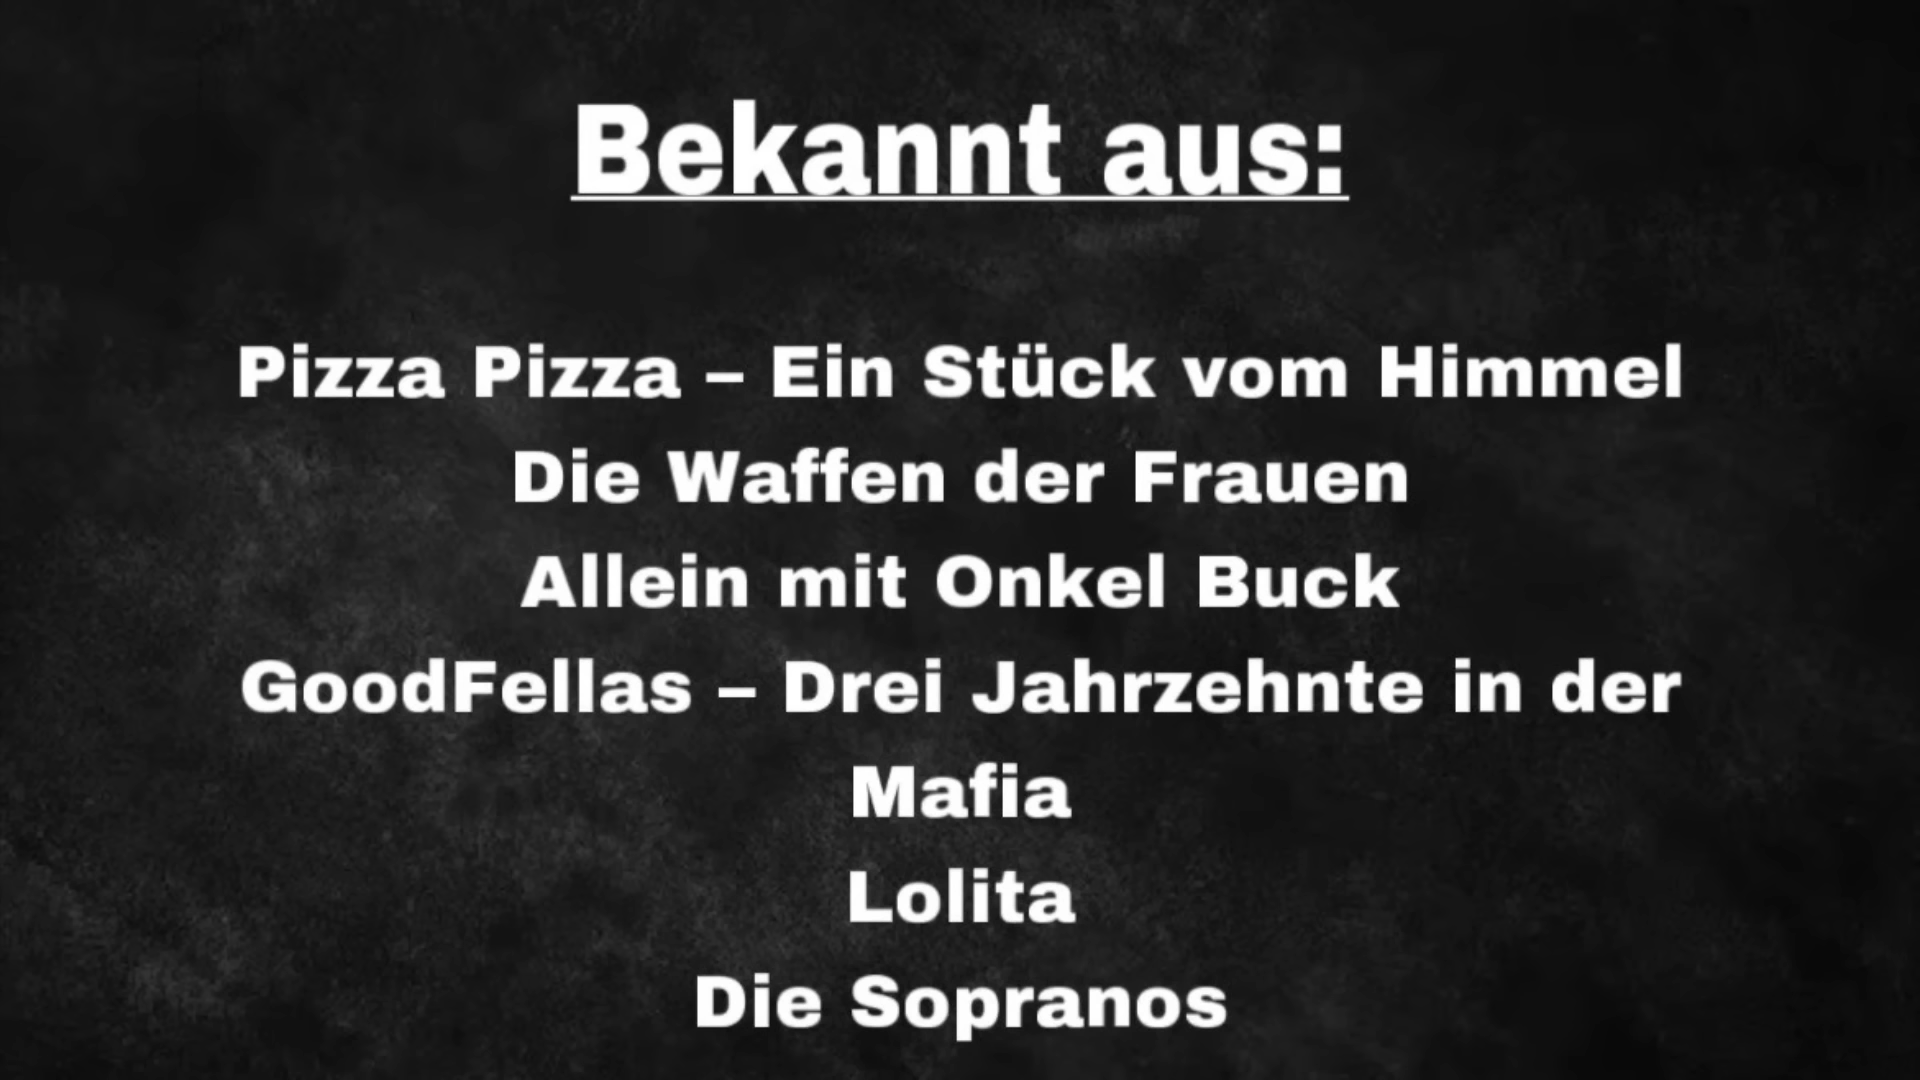 Bekannt aus:
Pizza Pizza – Ein Stück vom Himmel
Die Waffen der Frauen
Allein mit Onkel Buck
GoodFellas – Drei Jahrzehnte in der
Mafia
Lolita
Die Sopranos